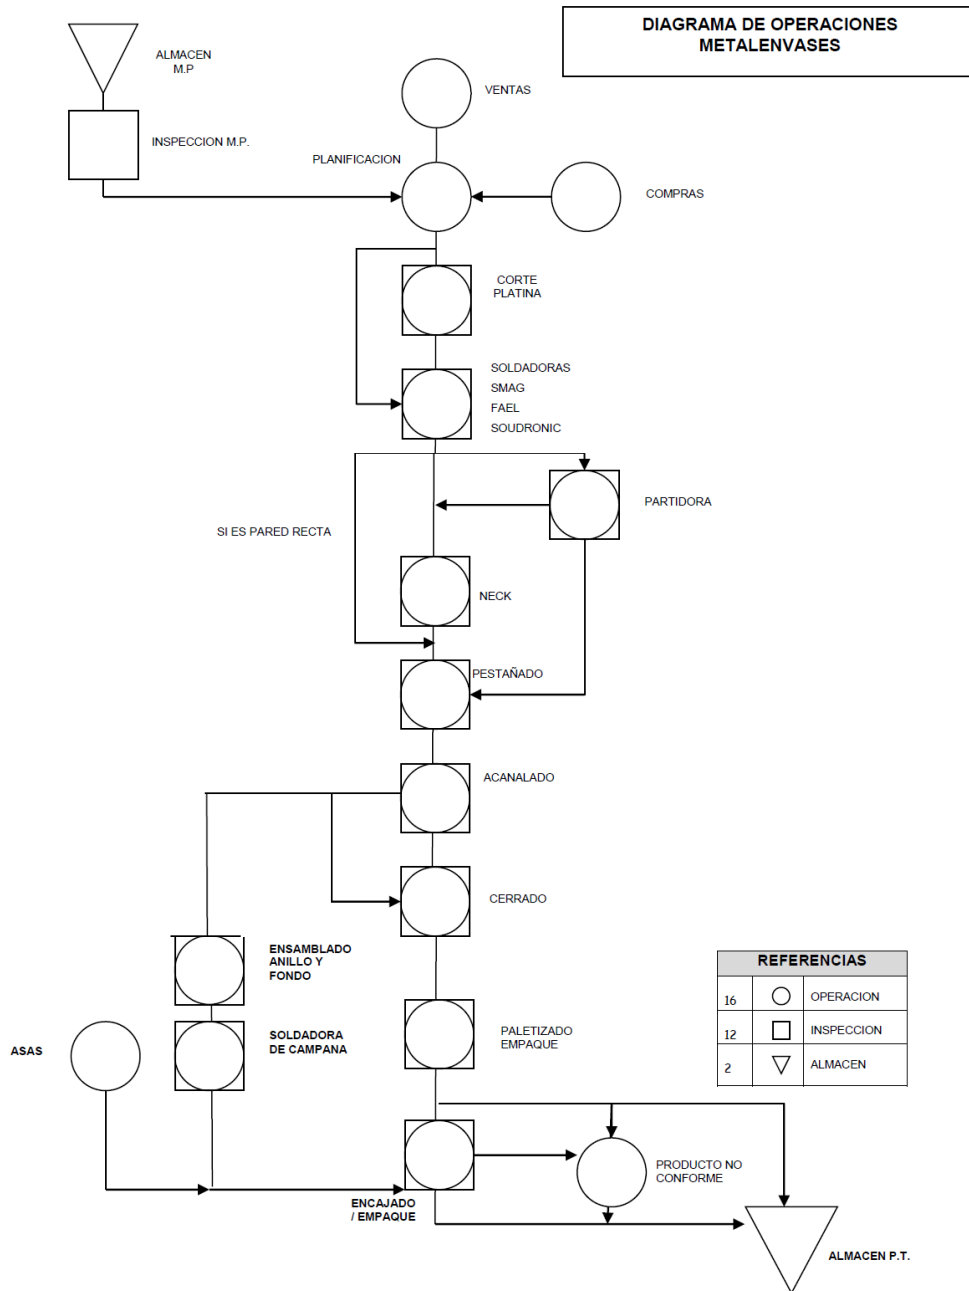 DIAGRAMA DE OPERACIONES
METALENVASES
ALMACEN
M.P
VENTAS
INSPECCION M.P.
PLANIFICACION
COMPRAS
CORTE
PLATINA
SOLDADORAS
SMAG
FAEL
SOUDRONIC
PARTIDORA
SI ES PARED RECTA
NECK
PESTAÑADO
ACANALADO
CERRADO
ENSAMBLADO
ANILLO Y
FONDO
REFERENCIAS
16 OPERACION
12 INSPECCION
2 ALMACEN
PALETIZADO
EMPAQUE
SOLDADORA
DE CAMPANA
ASAS
PRODUCTO NO
CONFORME
ENCAJADO
/ EMPAQUE
ALMACEN P.T.